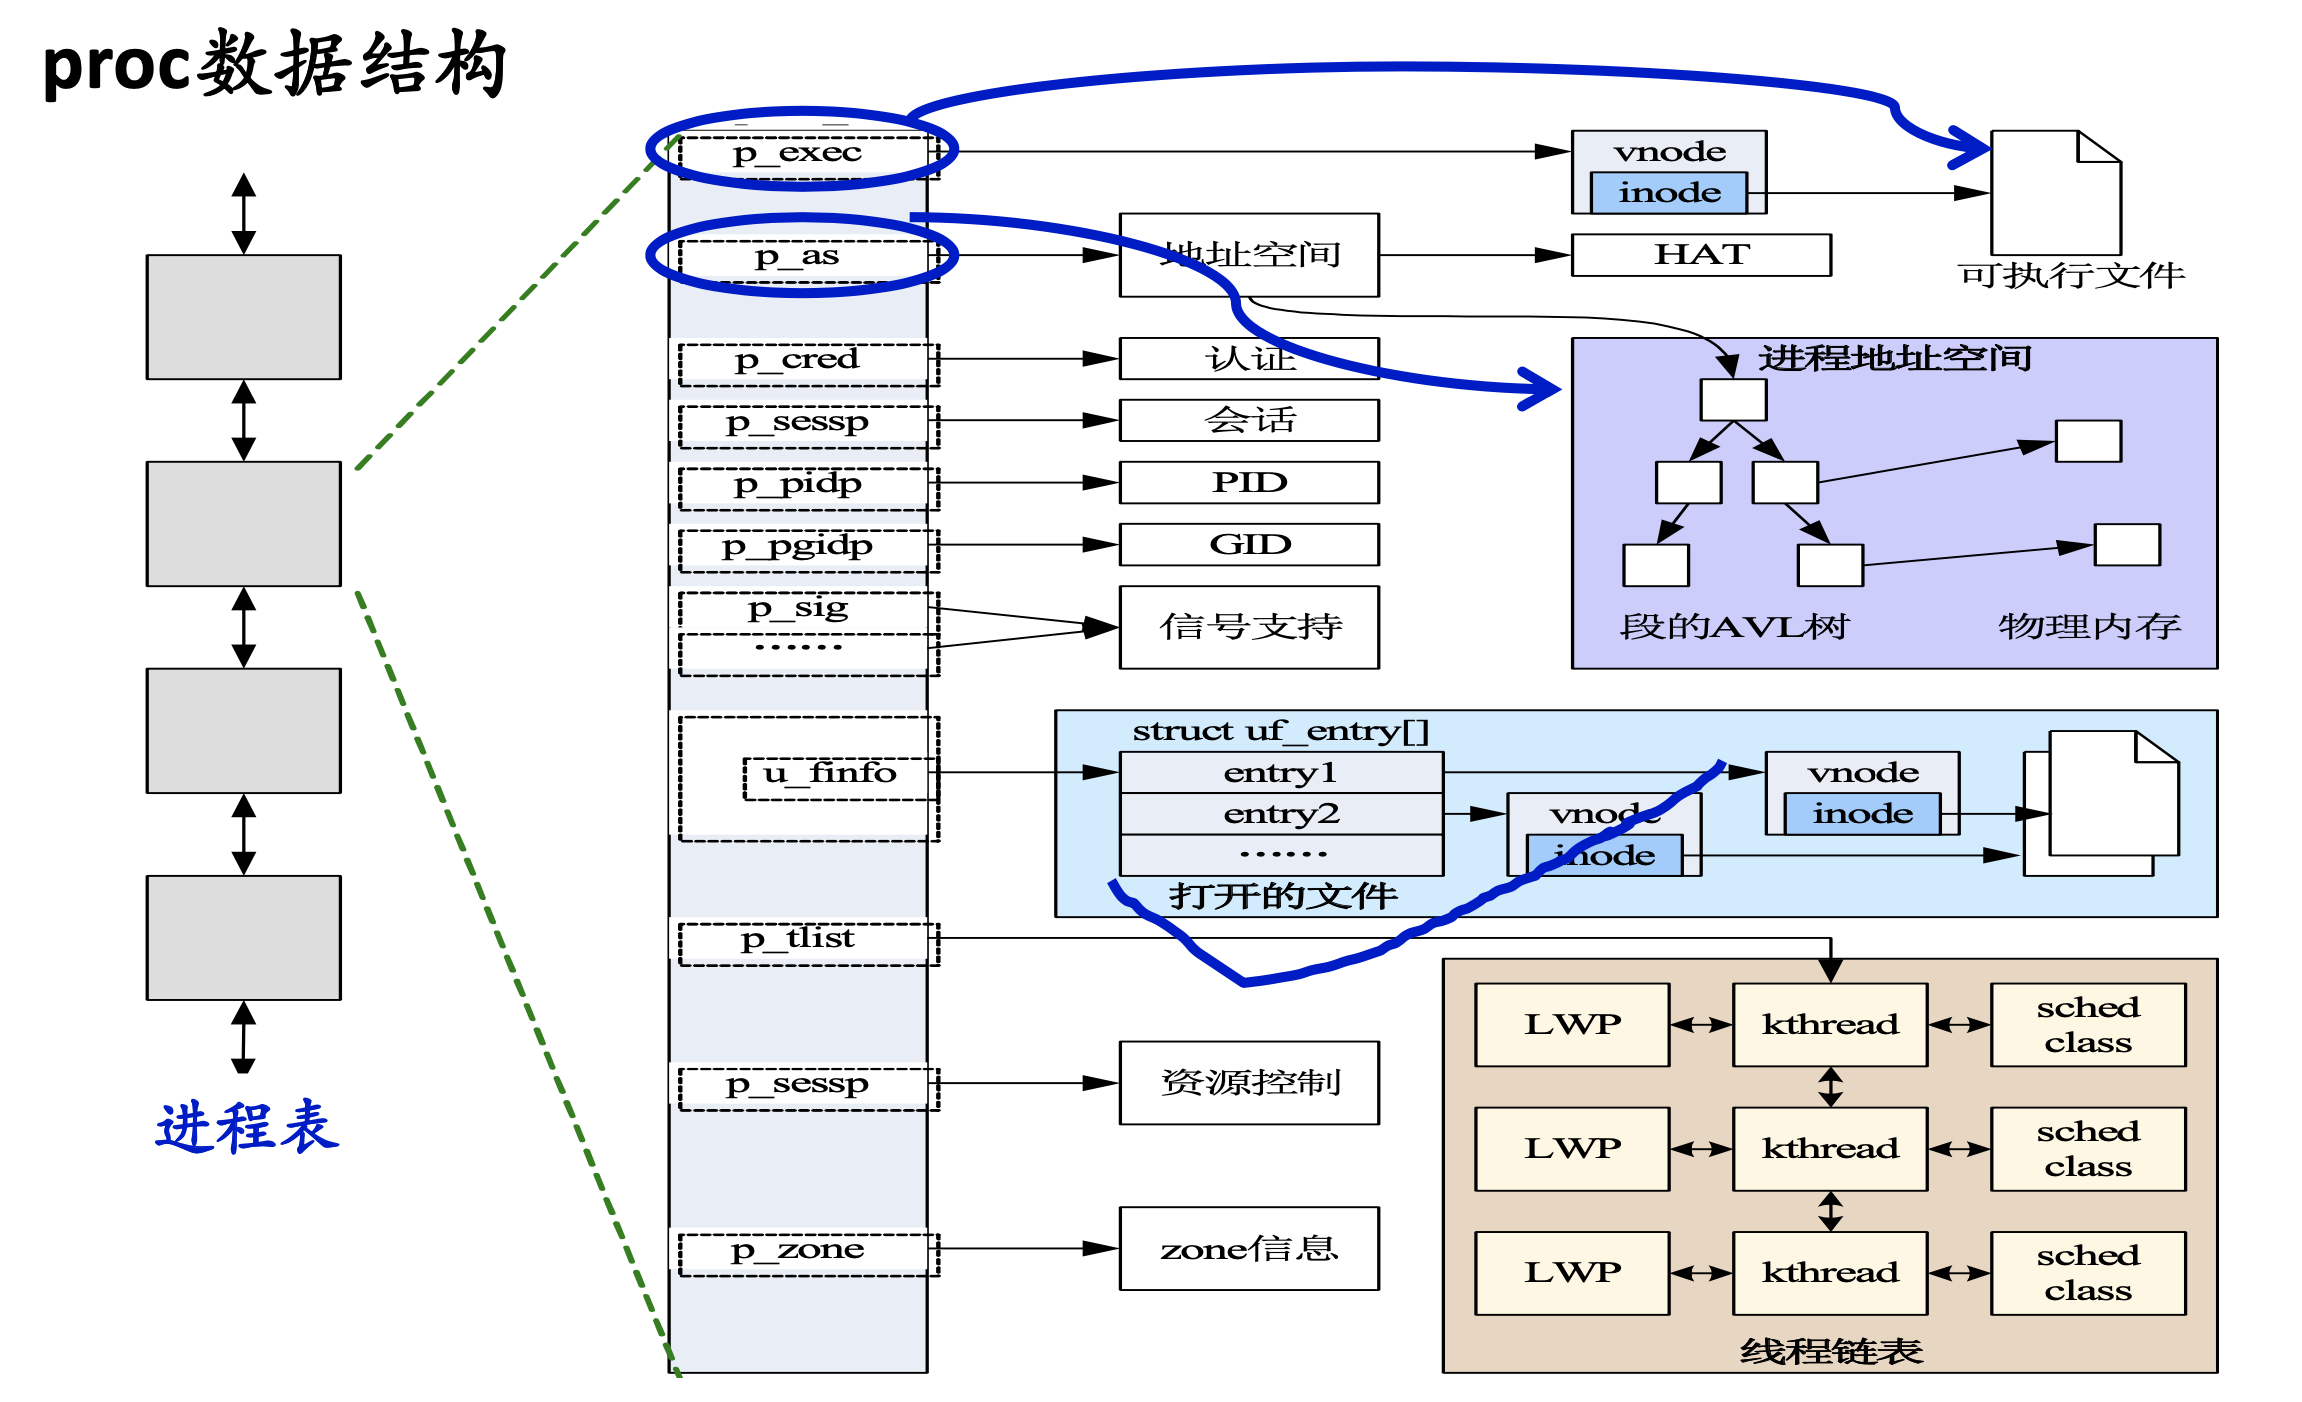 proc数据结构
p_exec
vnode
inode
可执行文件
p_as
地址空间
HAT
p_cred
认证
p_sessp
会话
p_pidp
PID
p_pgidp
GID
p_sig
……
信号支持
进程地址空间
段的AVL树
物理内存
u_finfo
struct uf_entry[]
entry1
entry2
……
打开的文件
vnode
inode
vnode
inode
p_tlist
LWP
kthread
sched
class
LWP
kthread
sched
class
LWP
kthread
sched
class
线程链表
p_sessp
资源控制
p_zone
zone信息
进程表